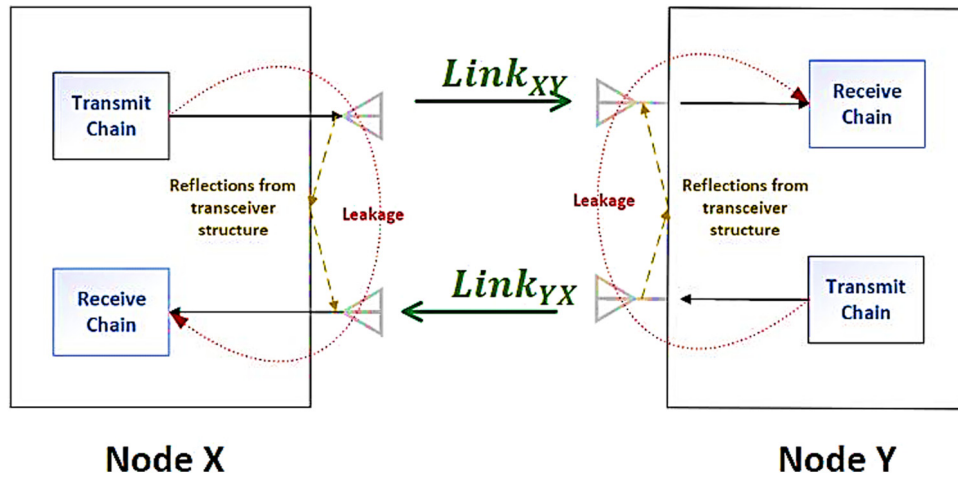 Transmit
Chain
Reflections from
transceiver
structure
Leakage
Receive
Chain
Node X
Link_XY
Link_YX
Receive
Chain
Leakage
Reflections from
transceiver
structure
Transmit
Chain
Node Y